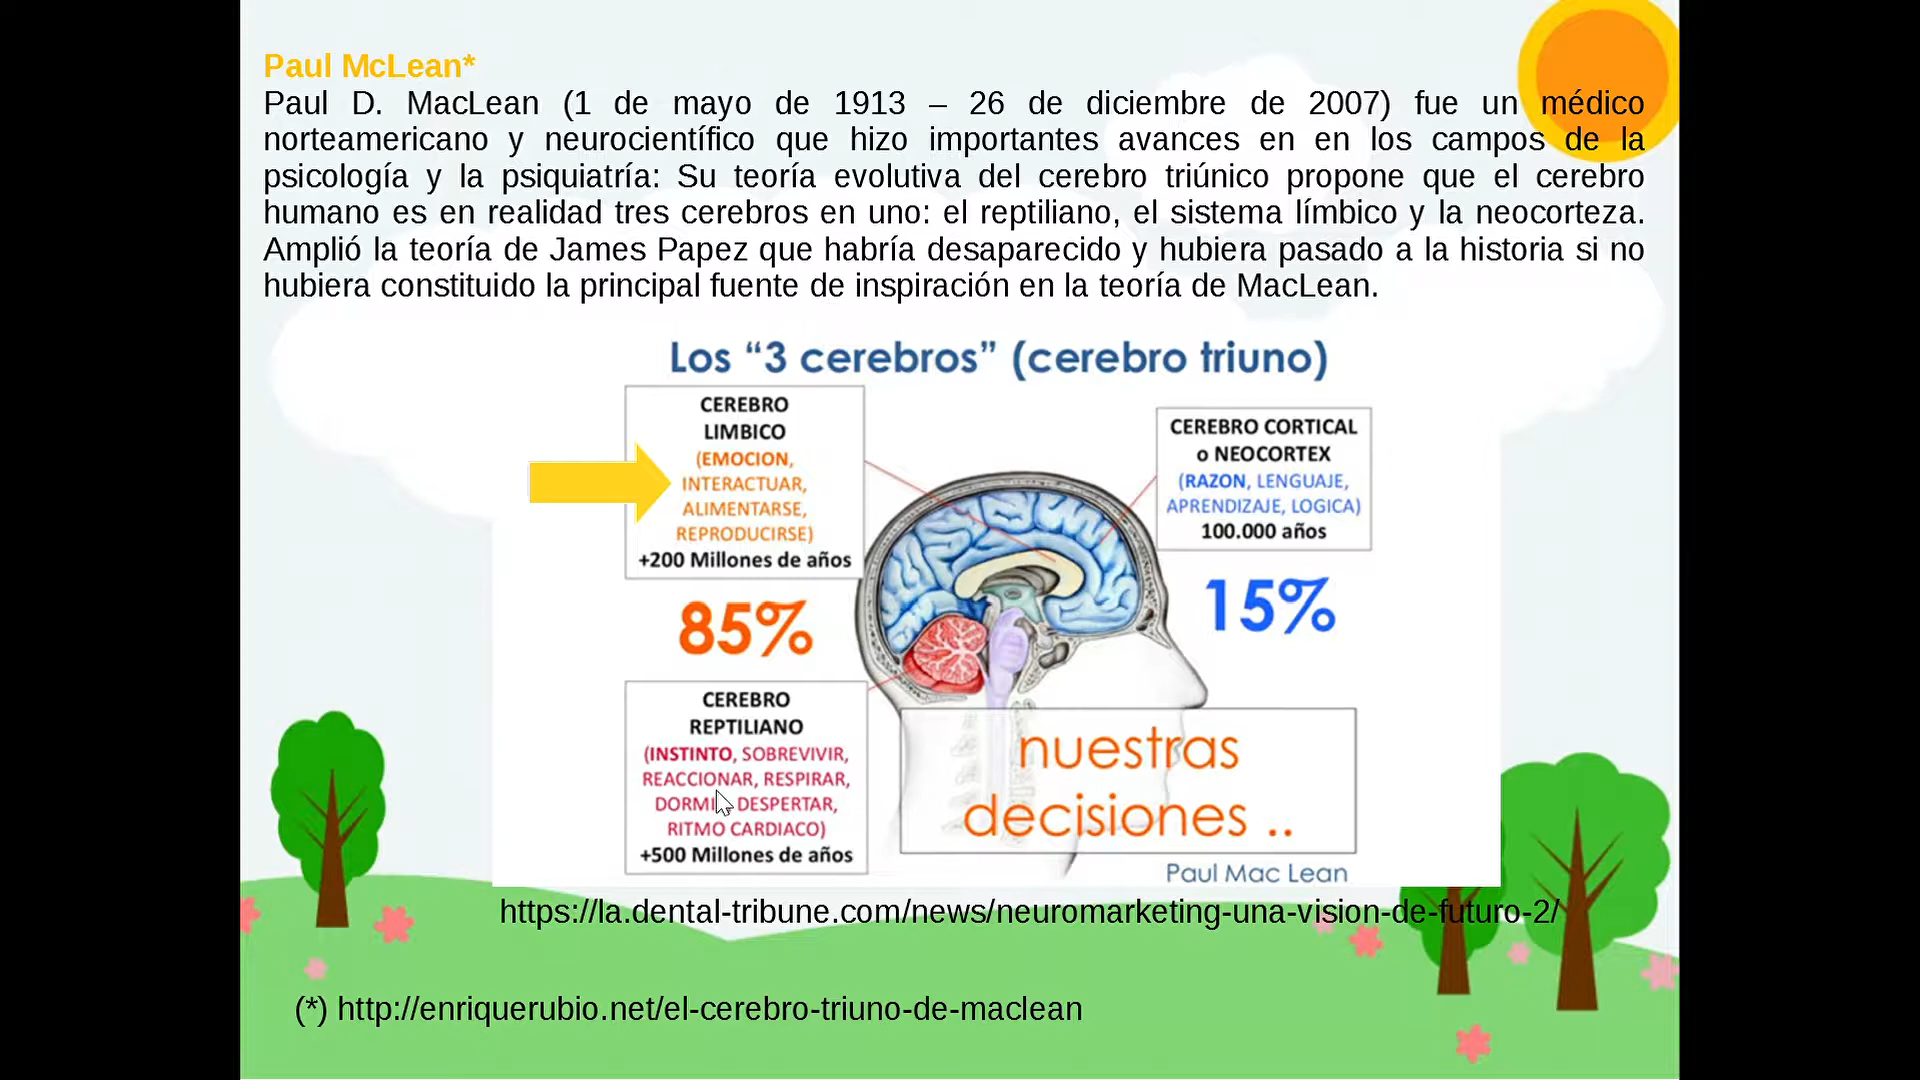 Paul McLean*
Paul D. MacLean (1 de mayo de 1913 – 26 de diciembre de 2007) fue un médico
norteamericano y neurocientífico que hizo importantes avances en en los campos de la
psicología y la psiquiatría: Su teoría evolutiva del cerebro triúnico propone que el cerebro
humano es en realidad tres cerebros en uno: el reptiliano, el sistema límbico y la neocorteza.
Amplió la teoría de James Papez que habría desaparecido y hubiera pasado a la historia si no
hubiera constituido la principal fuente de inspiración en la teoría de MacLean.
Los “3 cerebros” (cerebro triuno)
CEREBRO
LIMBICO
(EMOCION,
INTERACTUAR,
ALIMENTARSE,
REPRODUCIRSE)
+200 Millones de años
85%
CEREBRO CORTICAL
o NEOCORTEX
(RAZON, LENGUAJE,
APRENDIZAJE, LOGICA)
100.000 años
15%
CEREBRO
REPTILIANO
(INSTINTO, SOBREVIVIR,
REACCIONAR, RESPIRAR,
DORMIR, DESPERTAR,
RITMO CARDIACO)
+500 Millones de años
nuestras
decisiones ..
Paul Mac Lean
https://la.dental-tribune.com/news/neuromarketing-una-vision-de-futuro-2/
(*) http://enriquerubio.net/el-cerebro-triuno-de-maclean